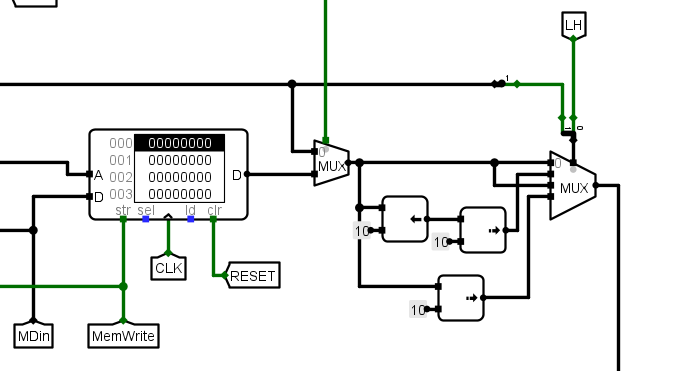 LH
1
1 0
000 00000000
001 00000000
002 00000000
003 00000000
A
D
D
str sel ld clr
0
MUX
0
MUX
10
10
10
CLK
RESET
MDin
MemWrite